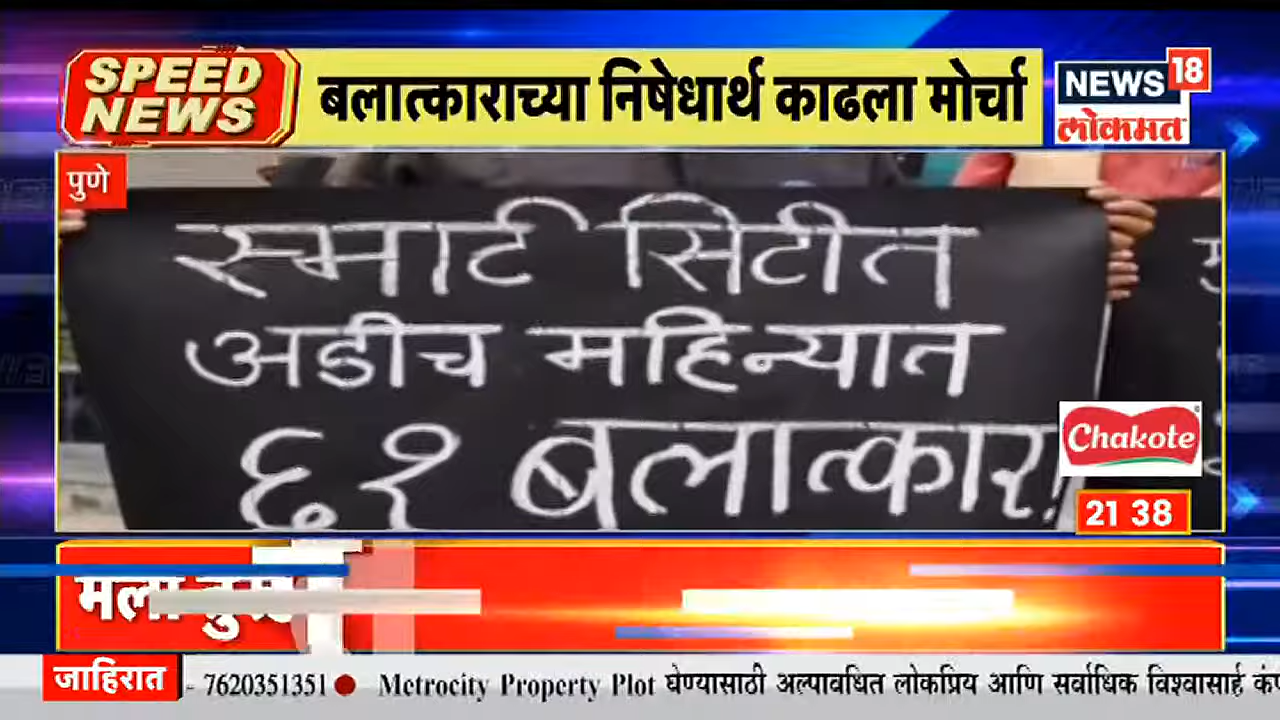 SPEED NEWS
बलात्काराच्या निषेधार्थ काढला मोर्चा
NEWS 18
लोकमत
पुणे
स्मार्ट सिटीत
अडीच महिन्यात
६१ बलात्कार!
Chakote
21 38
जाहिरात
- 7620351351 ● Metrocity Property Plot घेण्यासाठी अल्पावधित लोकप्रिय आणि सर्वाधिक विश्वासार्ह